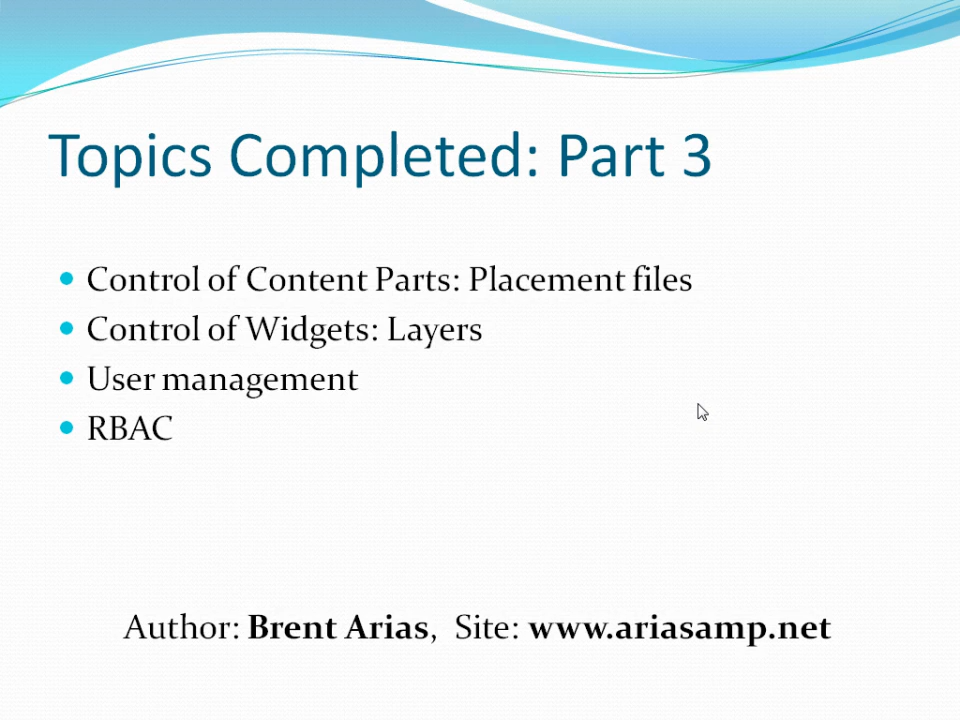 Topics Completed: Part 3
Control of Content Parts: Placement files
Control of Widgets: Layers
User management
RBAC
Author: Brent Arias, Site: www.ariasamp.net